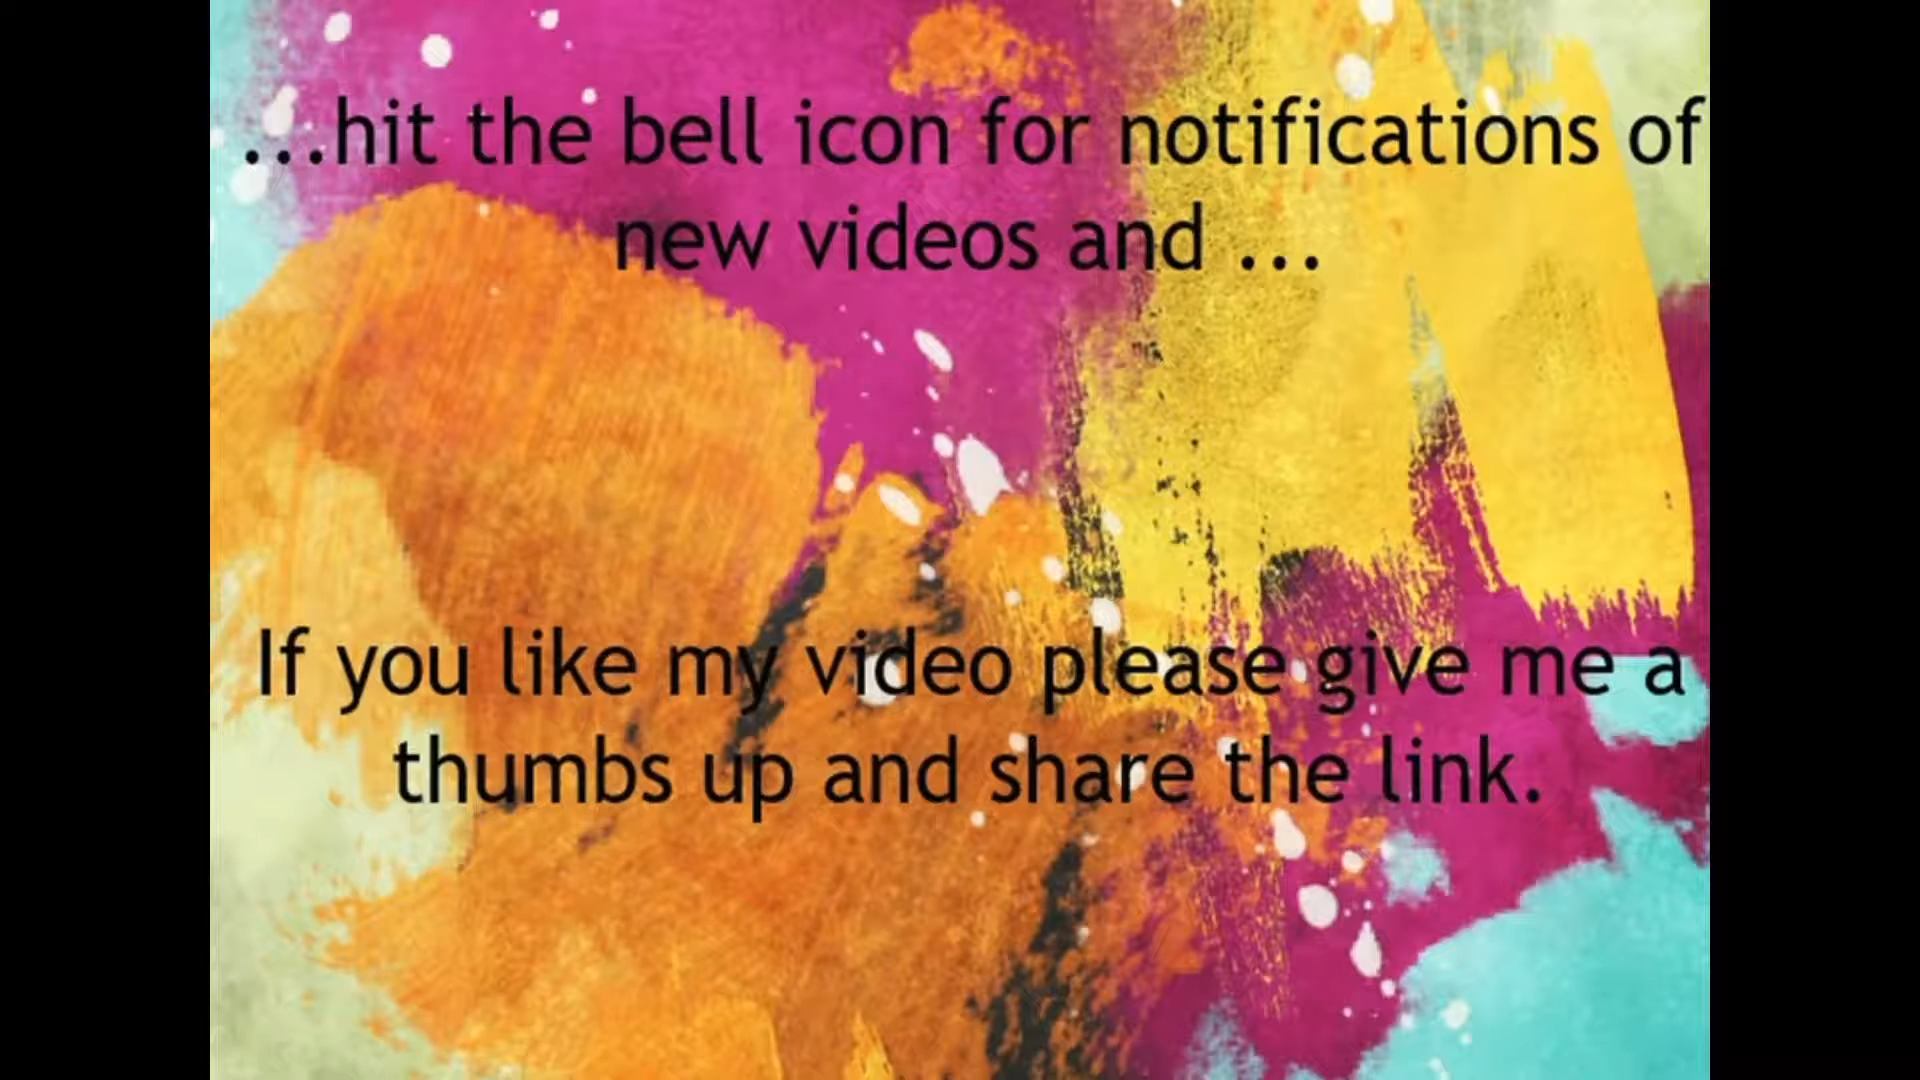 ...hit the bell icon for notifications of
new videos and ...
If you like my video please give me a
thumbs up and share the link.